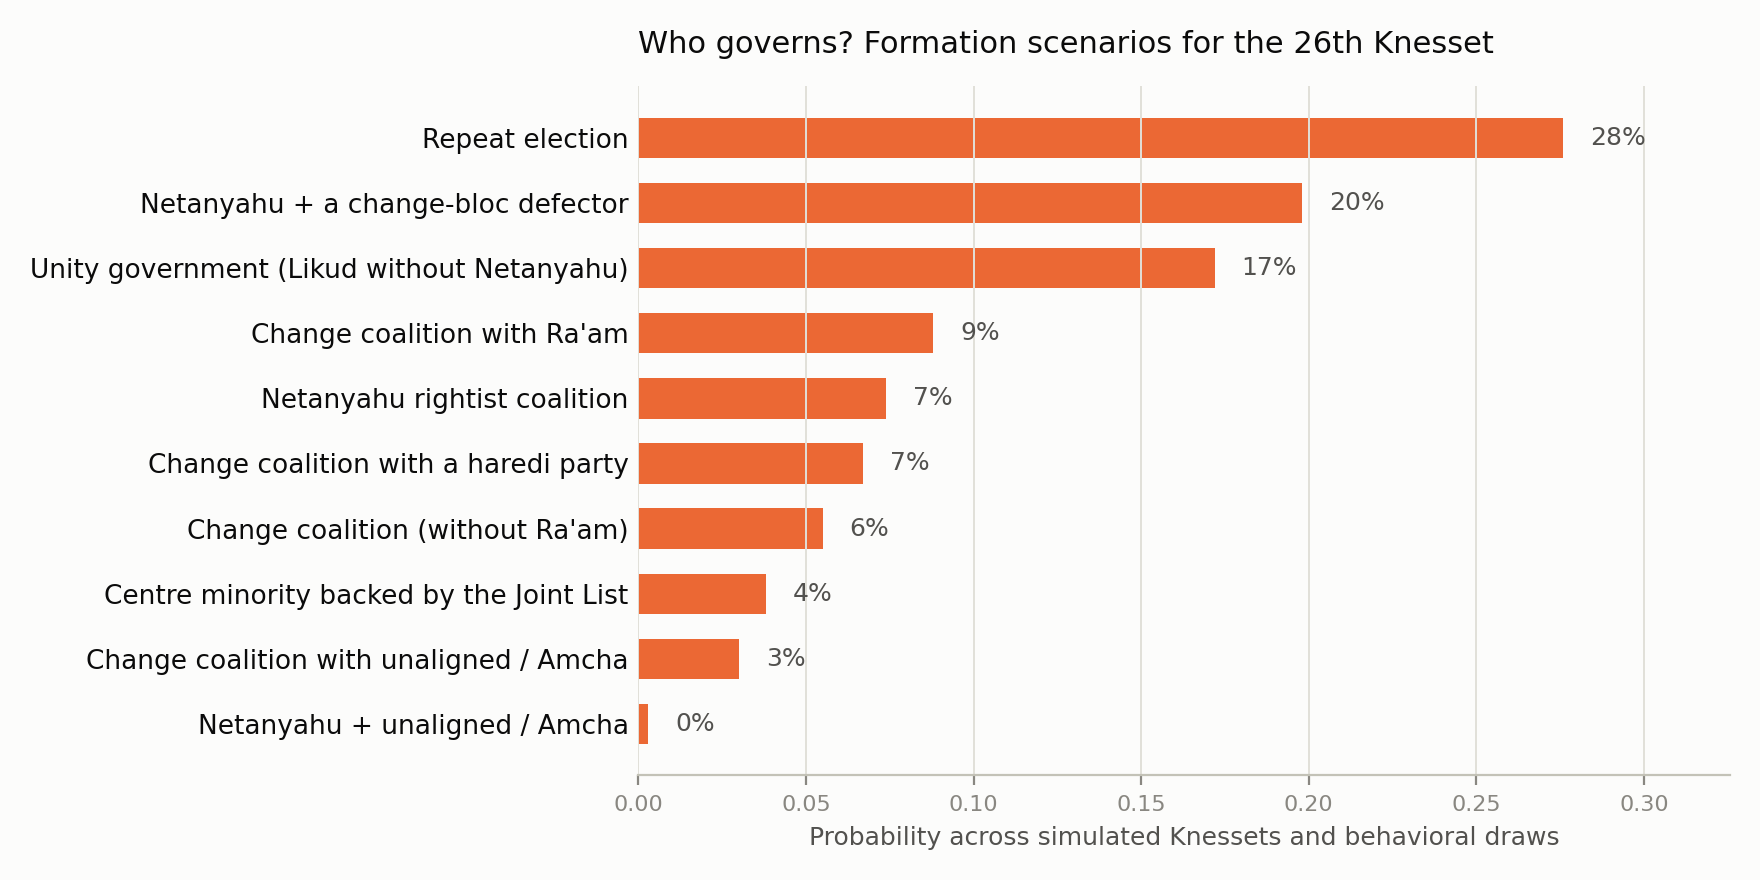 Who governs? Formation scenarios for the 26th Knesset
Repeat election 28%
Netanyahu + a change-bloc defector 20%
Unity government (Likud without Netanyahu) 17%
Change coalition with Ra'am 9%
Netanyahu rightist coalition 7%
Change coalition with a haredi party 7%
Change coalition (without Ra'am) 6%
Centre minority backed by the Joint List 4%
Change coalition with unaligned / Amcha 3%
Netanyahu + unaligned / Amcha 0%
0.00 0.05 0.10 0.15 0.20 0.25 0.30
Probability across simulated Knessets and behavioral draws